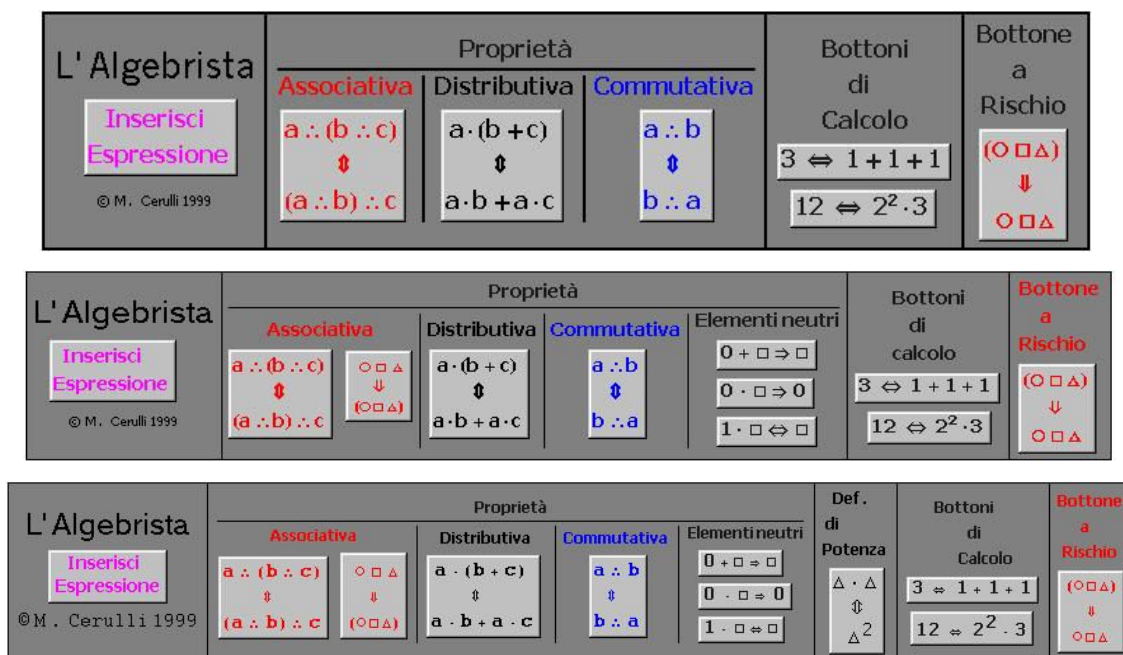 L' Algebrista
Inserisci
Espressione
© M. Cerulli 1999
Proprietà
Associativa
a ∴ (b ∴ c)
⇕
(a ∴ b) ∴ c
Distributiva
a · (b + c)
⇕
a · b + a · c
Commutativa
a ∴ b
⇕
b ∴ a
Bottoni
di
Calcolo
3 ⇔ 1 + 1 + 1
12 ⇔ 2² · 3
Bottone
a
Rischio
(○ □ △)
⇓
○ □ △
L' Algebrista
Inserisci
Espressione
© M. Cerulli 1999
Proprietà
Associativa
a ∴ (b ∴ c)
⇕
(a ∴ b) ∴ c
○ □ △
⇓
(○ □ △)
Distributiva
a · (b + c)
⇕
a · b + a · c
Commutativa
a ∴ b
⇕
b ∴ a
Elementi neutri
0 + □ ⇒ □
0 · □ ⇒ 0
1 · □ ⇔ □
Bottoni
di
calcolo
3 ⇔ 1 + 1 + 1
12 ⇔ 2² · 3
Bottone
a
Rischio
(○ □ △)
⇓
○ □ △
L' Algebrista
Inserisci
Espressione
© M. Cerulli 1999
Proprietà
Associativa
a ∴ (b ∴ c)
⇕
(a ∴ b) ∴ c
○ □ △
⇓
(○ □ △)
Distributiva
a · (b + c)
⇕
a · b + a · c
Commutativa
a ∴ b
⇕
b ∴ a
Elementi neutri
0 + □ ⇒ □
0 · □ ⇒ 0
1 · □ ⇔ □
Def.
di
Potenza
△ · △
⇕
△²
Bottoni
di
Calcolo
3 ⇔ 1 + 1 + 1
12 ⇔ 2² · 3
Bottone
a
Rischio
(○ □ △)
⇓
○ □ △